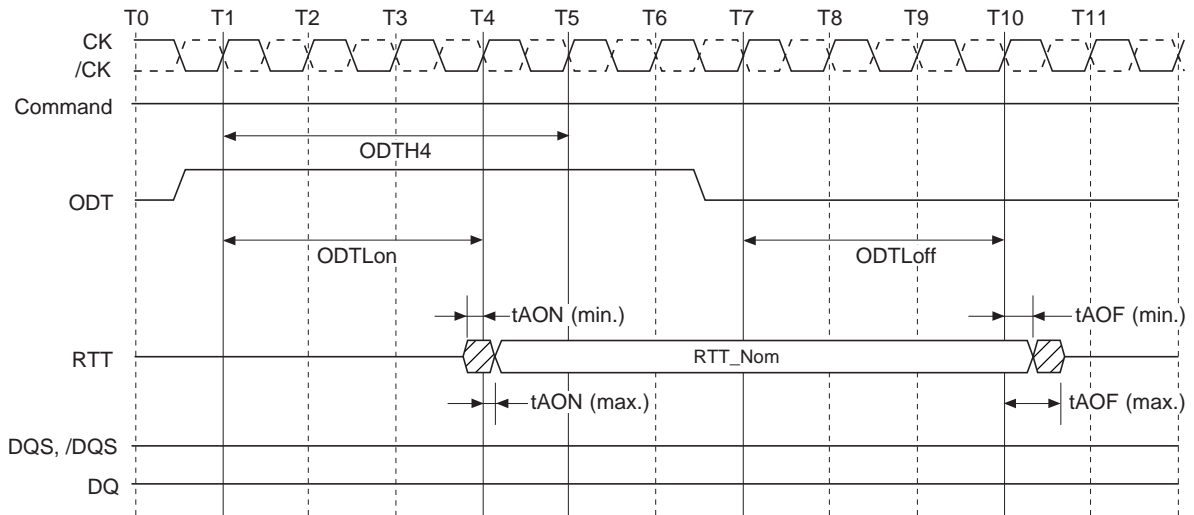 T0 T1 T2 T3 T4 T5 T6 T7 T8 T9 T10 T11
CK
/CK
Command
ODTH4
ODT
ODTLon
ODTLoff
tAON (min.)
tAOF (min.)
RTT
RTT_Nom
tAON (max.)
tAOF (max.)
DQS, /DQS
DQ